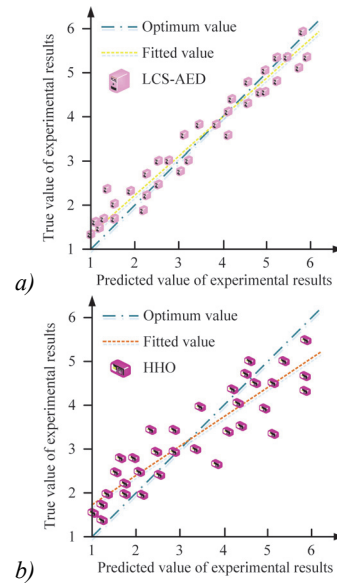 Optimum value
Fitted value
LCS-AED
6
5
4
3
2
1
True value of experimental results
1 2 3 4 5 6
Predicted value of experimental results
a)
Optimum value
Fitted value
HHO
6
5
4
3
2
1
True value of experimental results
1 2 3 4 5 6
Predicted value of experimental results
b)